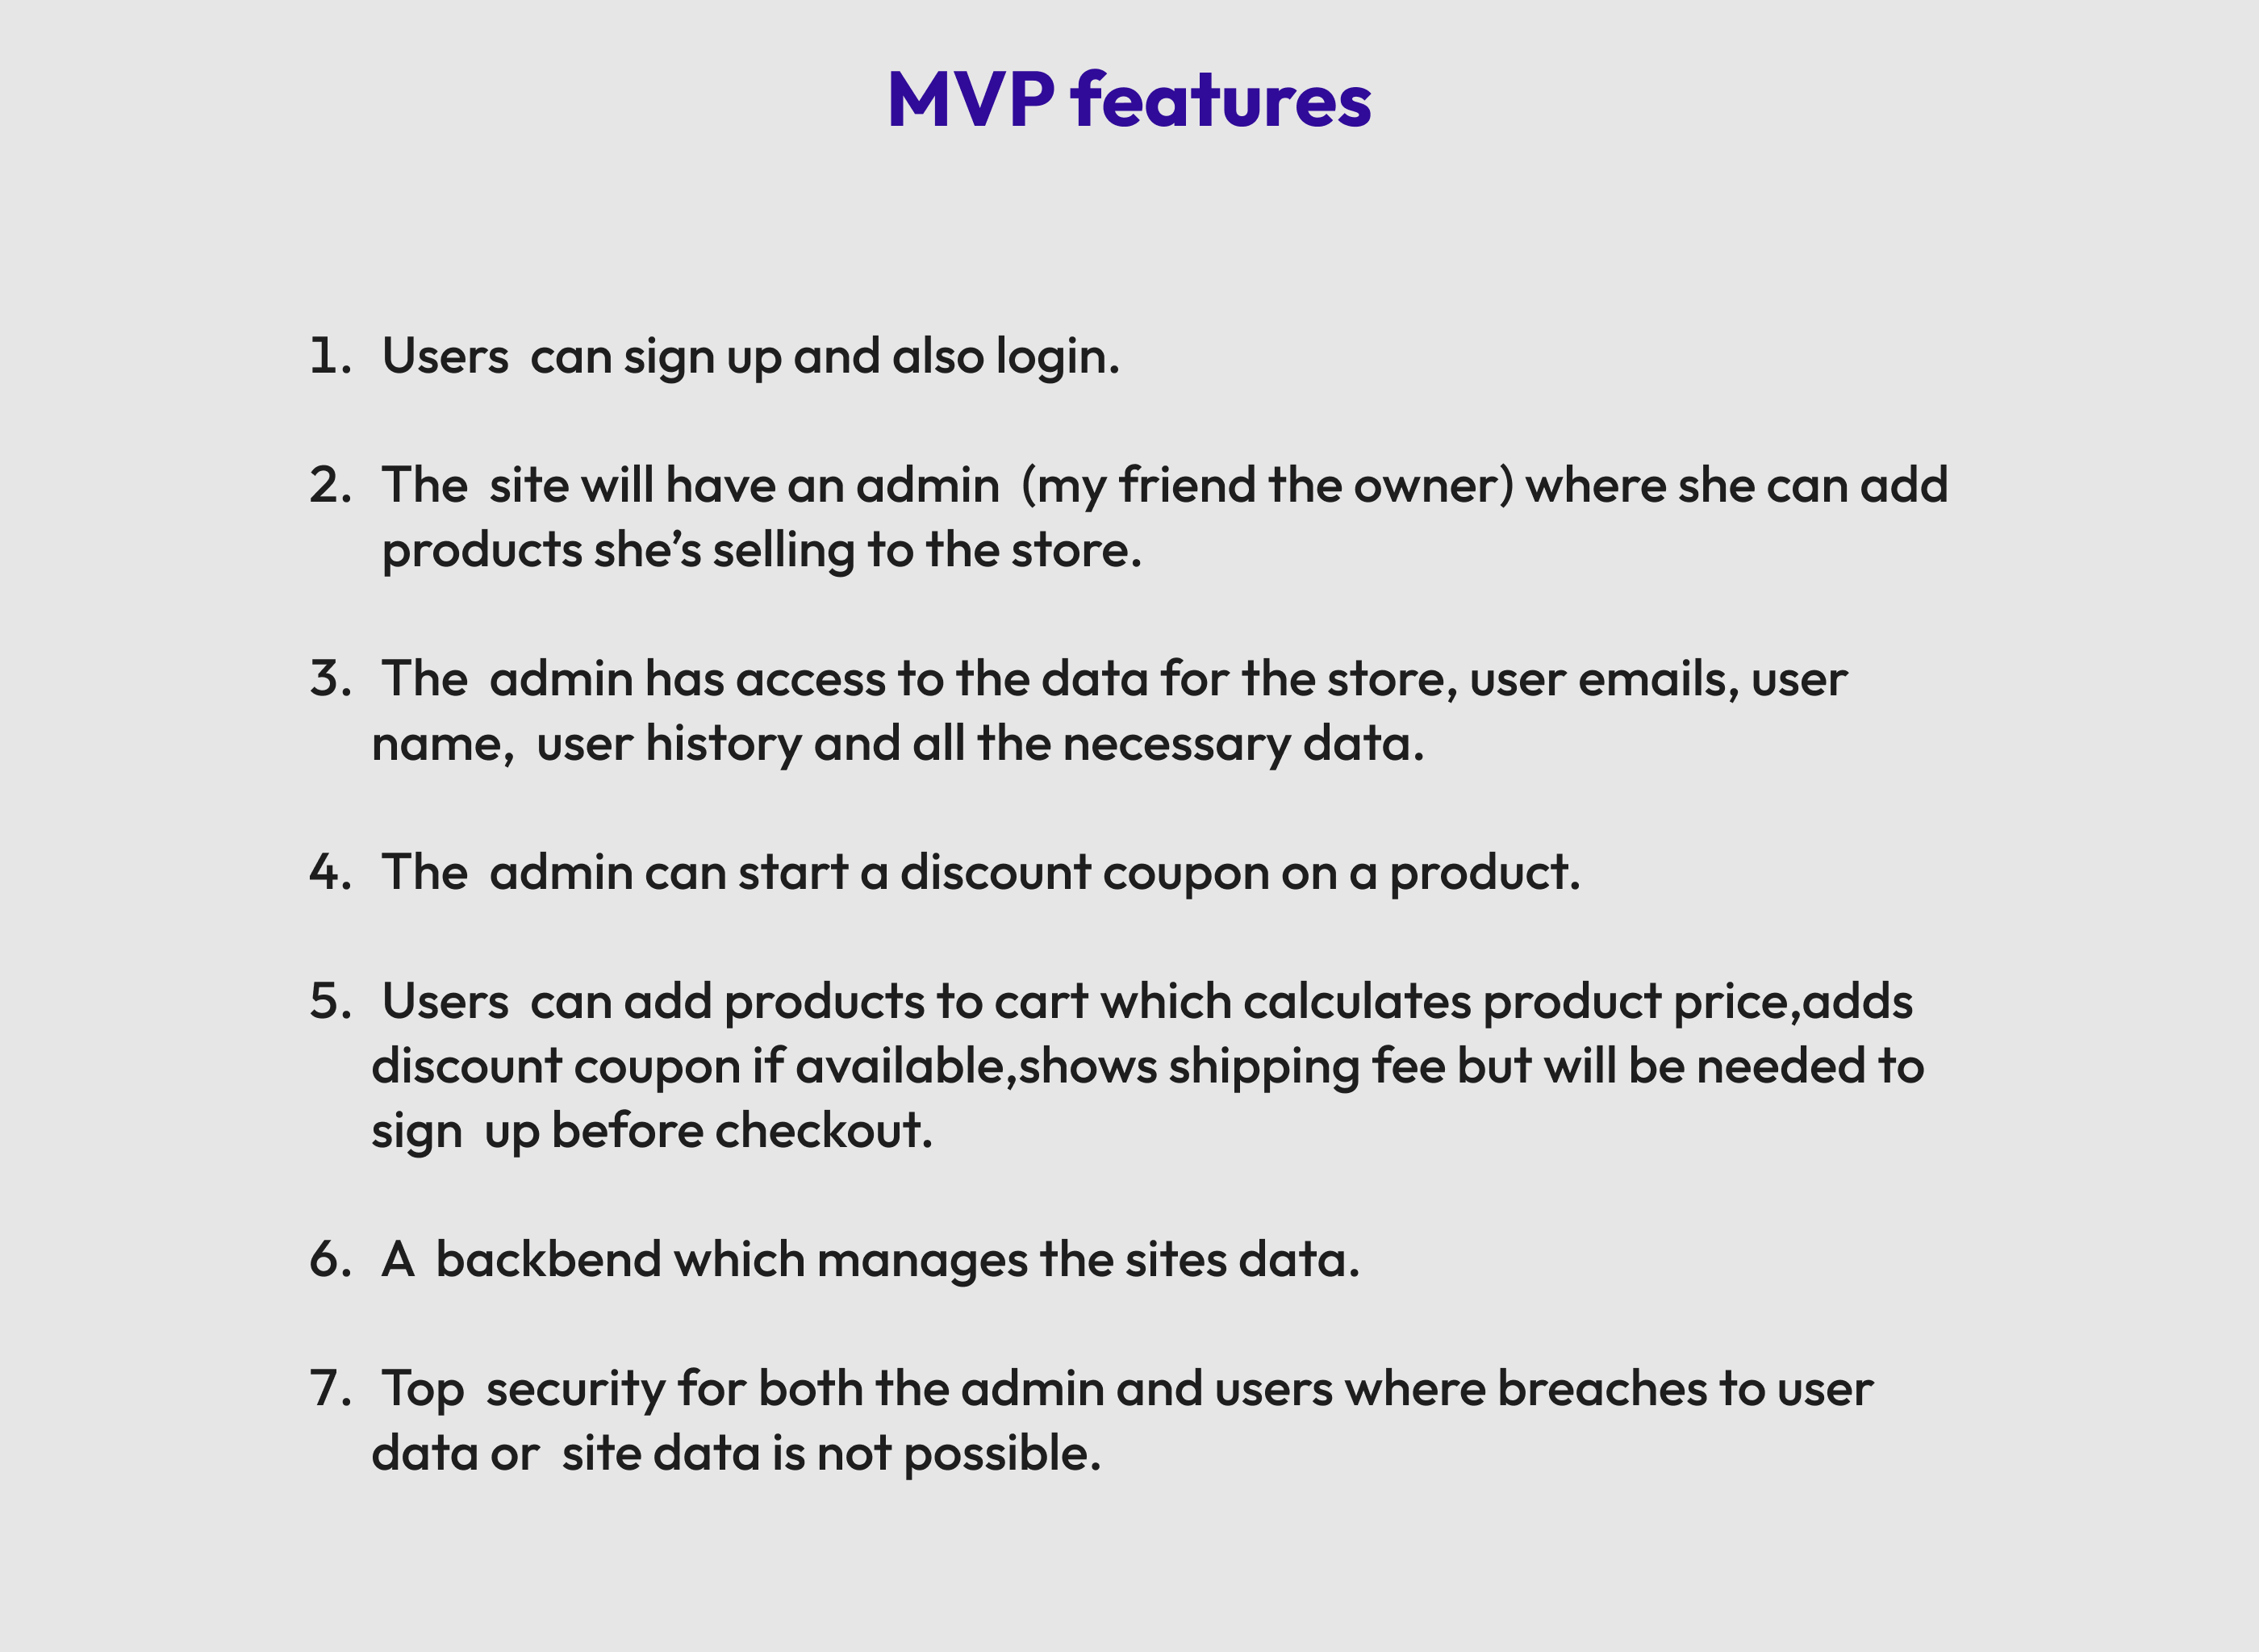 MVP features
1. Users can sign up and also login.
2. The site will have an admin (my friend the owner) where she can add
products she’s selling to the store.
3. The admin has access to the data for the store, user emails, user
name, user history and all the necessary data.
4. The admin can start a discount coupon on a product.
5. Users can add products to cart which calculates product price,adds
discount coupon if available,shows shipping fee but will be needed to
sign up before checkout.
6. A backbend which manages the sites data.
7. Top security for both the admin and users where breaches to user
data or site data is not possible.